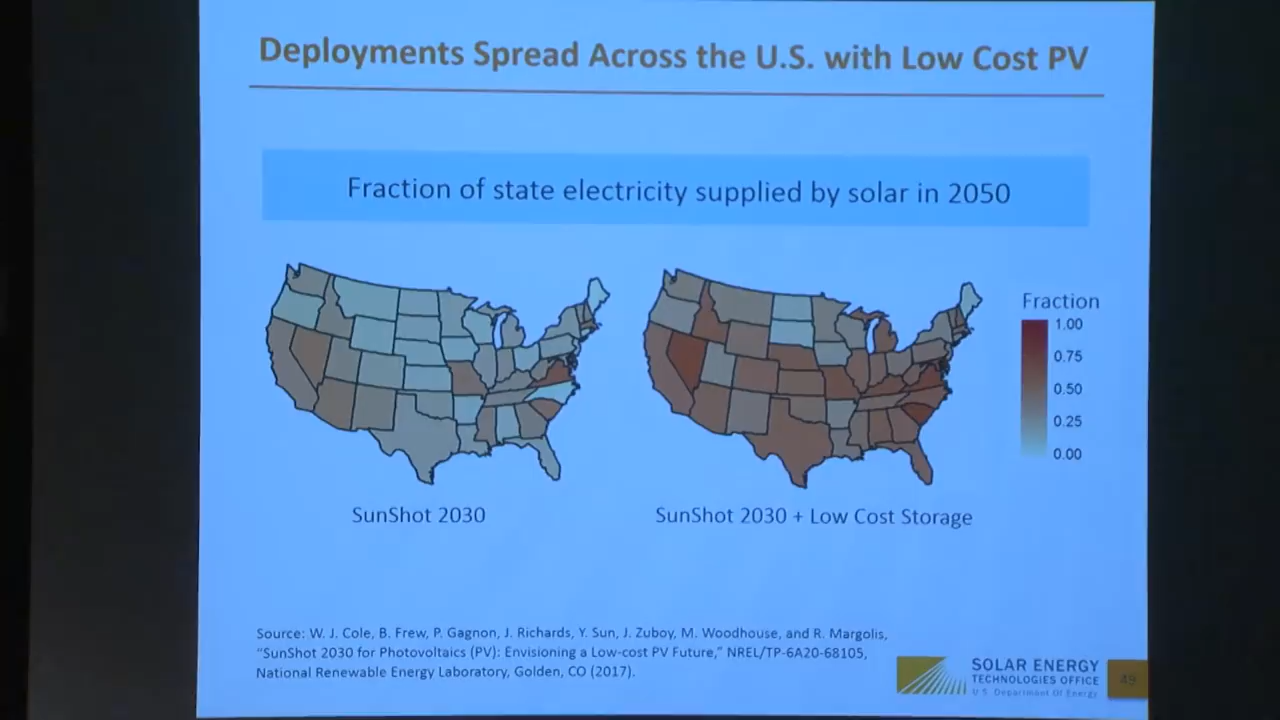 Deployments Spread Across the U.S. with Low Cost PV
Fraction of state electricity supplied by solar in 2050
Fraction
1.00
0.75
0.50
0.25
0.00
SunShot 2030
SunShot 2030 + Low Cost Storage
Source: W. J. Cole, B. Frew, P. Gagnon, J. Richards, Y. Sun, J. Zuboy, M. Woodhouse, and R. Margolis,
“SunShot 2030 for Photovoltaics (PV): Envisioning a Low-cost PV Future,” NREL/TP-6A20-68105,
National Renewable Energy Laboratory, Golden, CO (2017).
SOLAR ENERGY
TECHNOLOGIES OFFICE
U.S. Department Of Energy
49